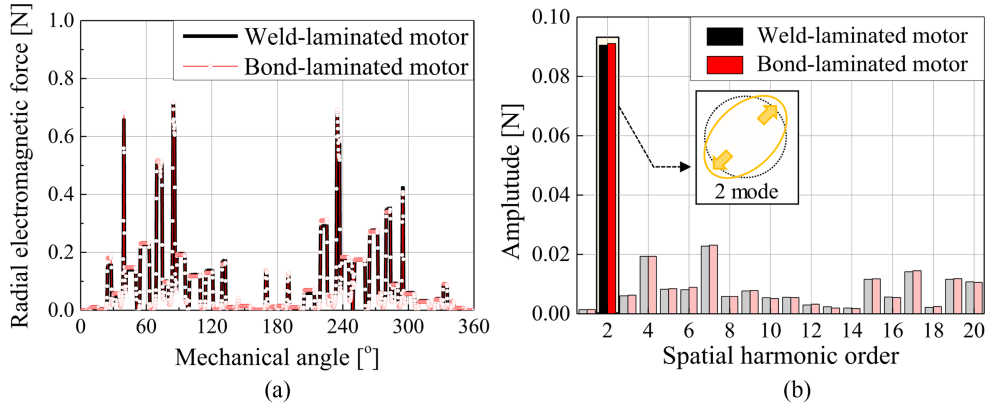 Radial electromagnetic force [N]
1.0
0.8
0.6
0.4
0.2
0.0
Weld-laminated motor
Bond-laminated motor
0 60 120 180 240 300 360
Mechanical angle [°]
(a)
Amplutude [N]
0.10
0.08
0.06
0.04
0.02
0.00
Weld-laminated motor
Bond-laminated motor
2 mode
2 4 6 8 10 12 14 16 18 20
Spatial harmonic order
(b)